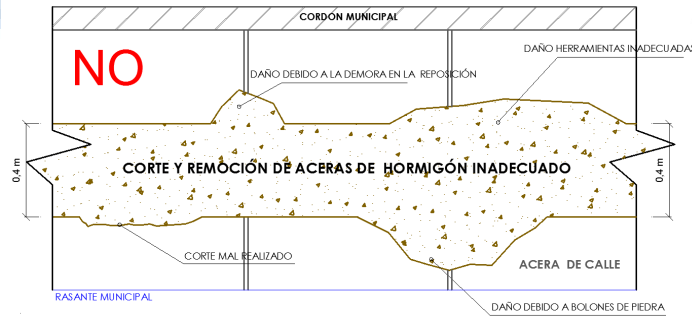 CORDÓN MUNICIPAL
NO
DAÑO HERRAMIENTAS INADECUADAS
DAÑO DEBIDO A LA DEMORA EN LA REPOSICIÓN
0,4 m
CORTE Y REMOCIÓN DE ACERAS DE HORMIGÓN INADECUADO
0,4 m
CORTE MAL REALIZADO
ACERA DE CALLE
RASANTE MUNICIPAL
DAÑO DEBIDO A BOLONES DE PIEDRA